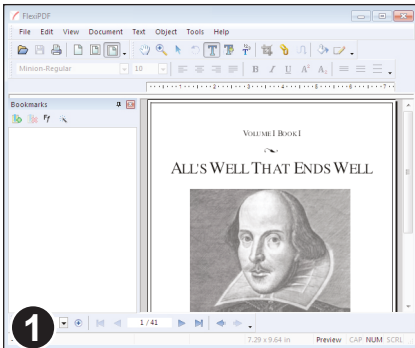 FlexiPDF
File Edit View Document Text Object Tools Help
Minion-Regular 10 B I U A A
Bookmarks
VOLUME I BOOK I
ALL'S WELL THAT ENDS WELL
1
1 / 41
7.29 x 9.64 in Preview CAP NUM SCRL